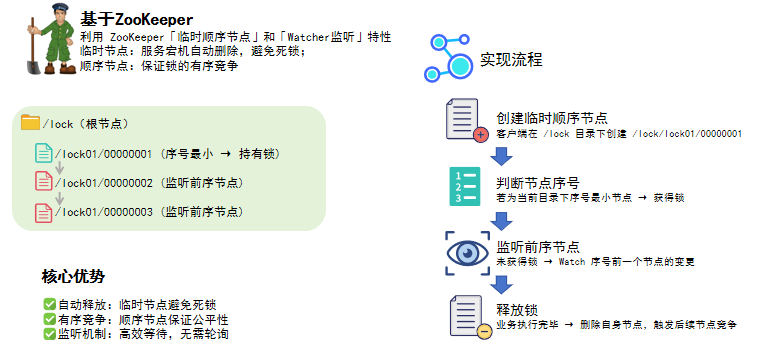 基于ZooKeeper
利用 ZooKeeper「临时顺序节点」和「Watcher监听」特性
临时节点：服务宕机自动删除，避免死锁；
顺序节点：保证锁的有序竞争
/lock（根节点）
/lock01/00000001（序号最小 → 持有锁）
/lock01/00000002（监听前序节点）
/lock01/00000003（监听前序节点）
核心优势
自动释放：临时节点避免死锁
有序竞争：顺序节点保证公平性
监听机制：高效等待，无需轮询
实现流程
创建临时顺序节点
客户端在 /lock 目录下创建 /lock/lock01/00000001
1
2
3
判断节点序号
若为当前目录下序号最小节点 → 获得锁
监听前序节点
未获得锁 → Watch 序号前一个节点的变更
释放锁
业务执行完毕 → 删除自身节点，触发后续节点竞争